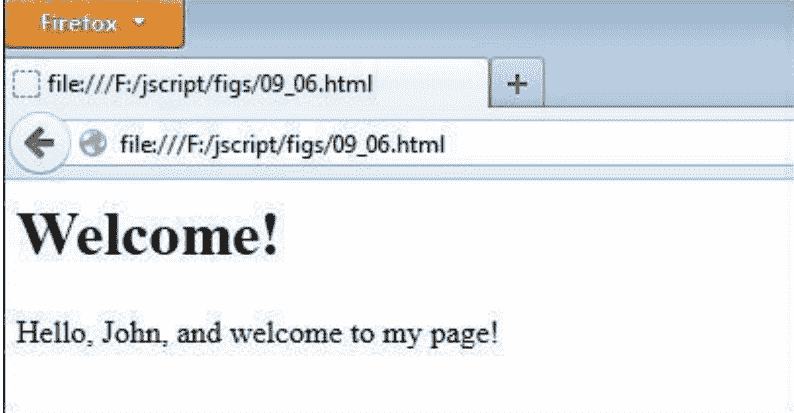 Firefox
file:///F:/jscript/figs/09_06.html
+
file:///F:/jscript/figs/09_06.html
Welcome!
Hello, John, and welcome to my page!